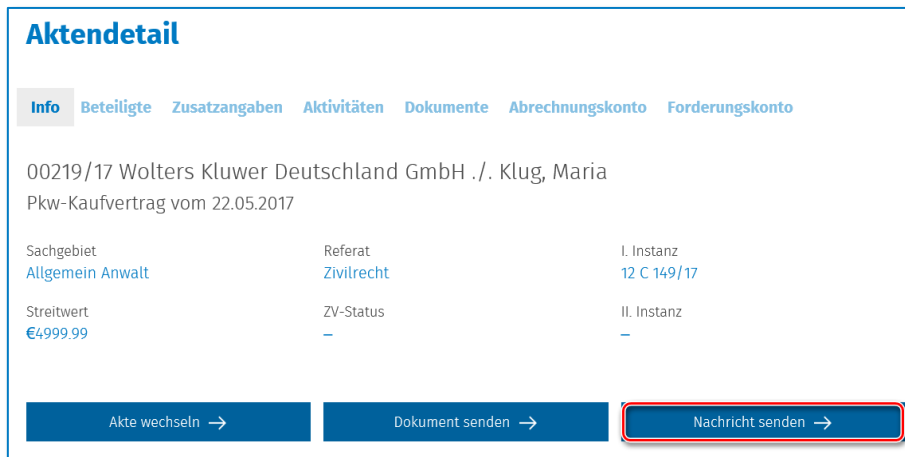 Aktendetail
Info Beteiligte Zusatzangaben Aktivitäten Dokumente Abrechnungskonto Forderungskonto
00219/17 Wolters Kluwer Deutschland GmbH ./. Klug, Maria
Pkw-Kaufvertrag vom 22.05.2017
Sachgebiet Referat I. Instanz
Allgemein Anwalt Zivilrecht 12 C 149/17
Streitwert ZV-Status II. Instanz
€4999.99 – –
Akte wechseln → Dokument senden → Nachricht senden →